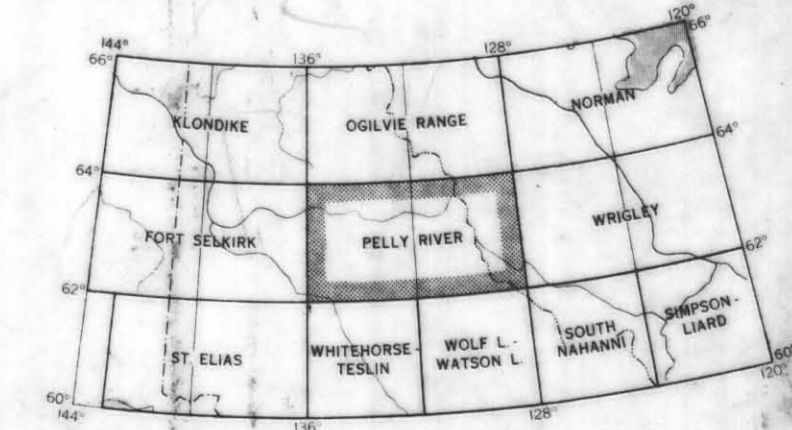 144°
136°
128°
120°
66°
66°
KLONDIKE
OGILVIE RANGE
NORMAN
64°
64°
FORT SELKIRK
PELLY RIVER
WRIGLEY
62°
62°
ST. ELIAS
WHITEHORSE-
TESLIN
WOLF L.-
WATSON L.
SOUTH
NAHANNI
SIMPSON-
LIARD
60°
60°
144°
136°
128°
120°